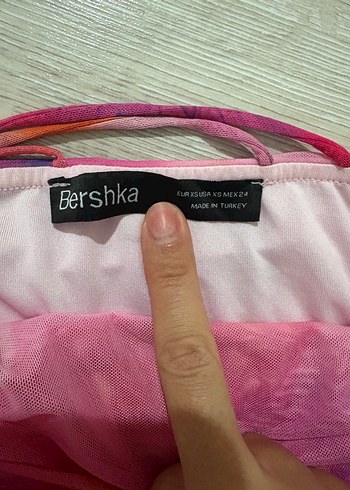 Bershka
EUR XS USA XS MEX 24
MADE IN TURKEY